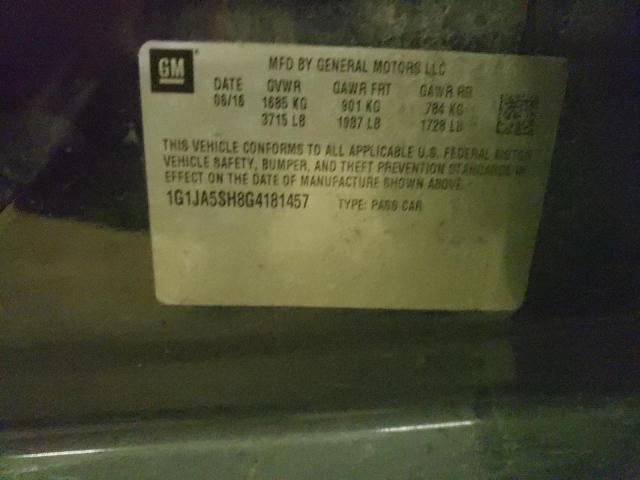 GM MFD BY GENERAL MOTORS LLC
DATE GVWR GAWR FRT GAWR RR
06/16 1685 KG 901 KG 784 KG
3715 LB 1987 LB 1728 LB
THIS VEHICLE CONFORMS TO ALL APPLICABLE U.S. FEDERAL MOTOR
VEHICLE SAFETY, BUMPER, AND THEFT PREVENTION STANDARDS IN
EFFECT ON THE DATE OF MANUFACTURE SHOWN ABOVE.
1G1JA5SH8G4181457 TYPE: PASS CAR